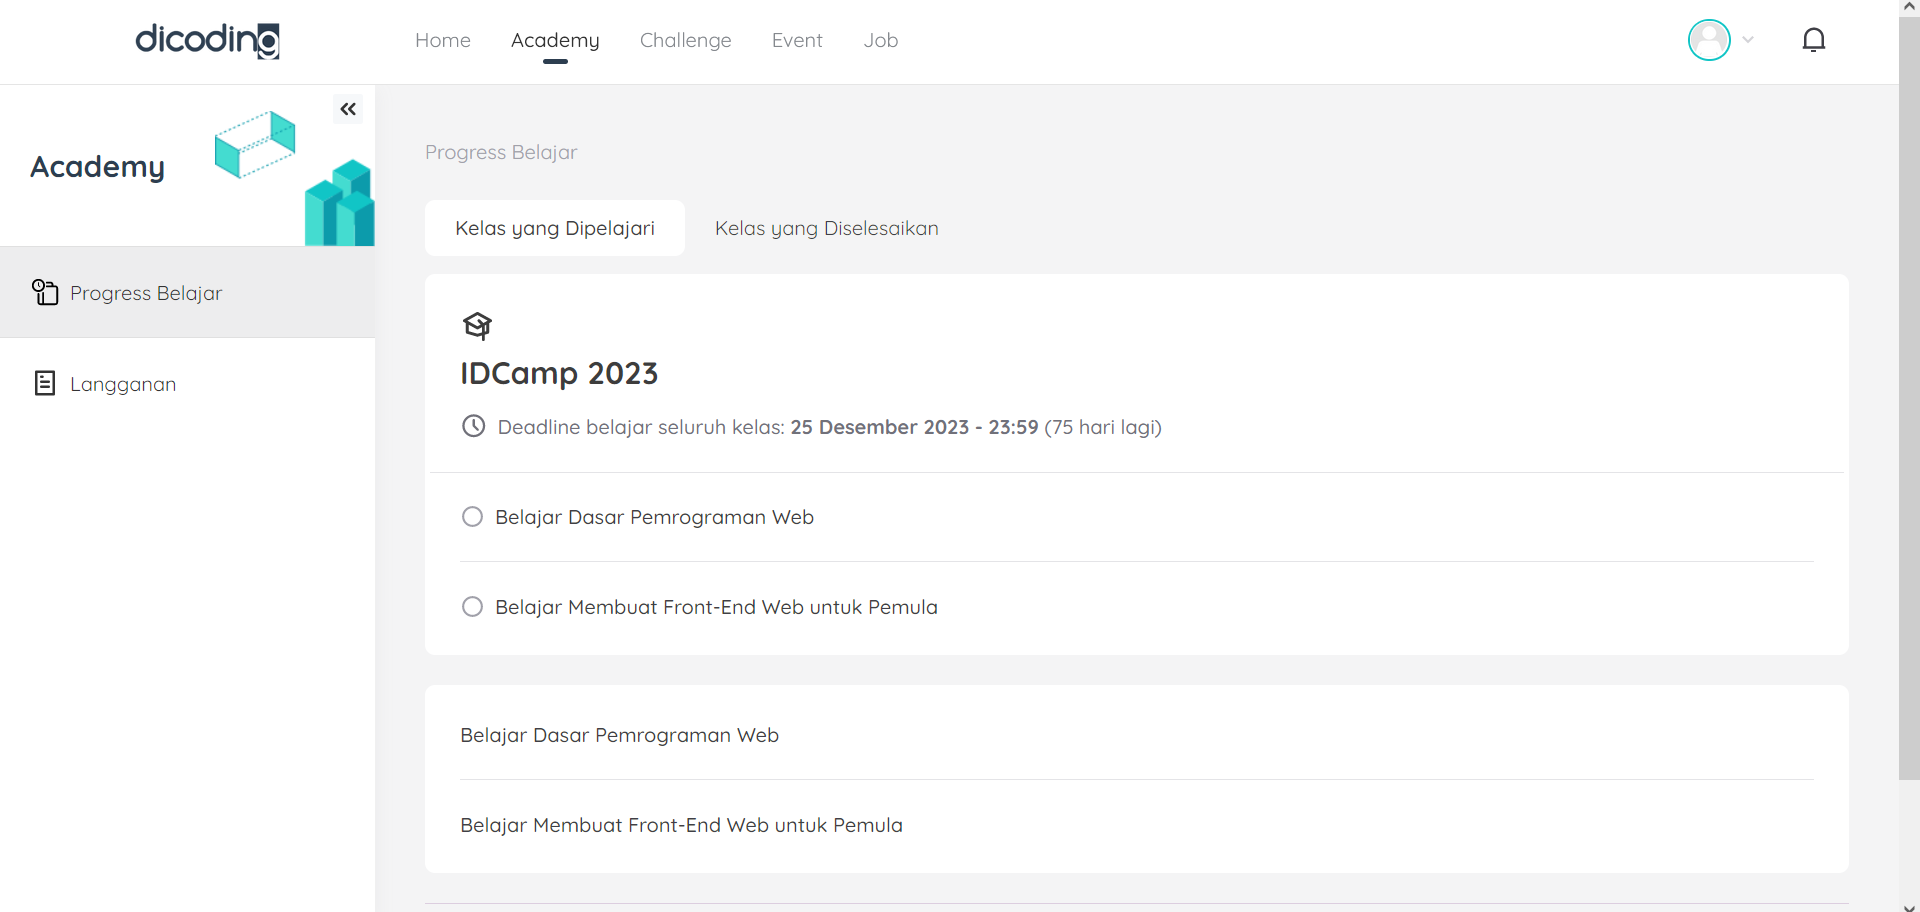 dicoding
Home Academy Challenge Event Job
Academy
Progress Belajar
Langganan
Progress Belajar
Kelas yang Dipelajari Kelas yang Diselesaikan
IDCamp 2023
Deadline belajar seluruh kelas: 25 Desember 2023 - 23:59 (75 hari lagi)
Belajar Dasar Pemrograman Web
Belajar Membuat Front-End Web untuk Pemula
Belajar Dasar Pemrograman Web
Belajar Membuat Front-End Web untuk Pemula